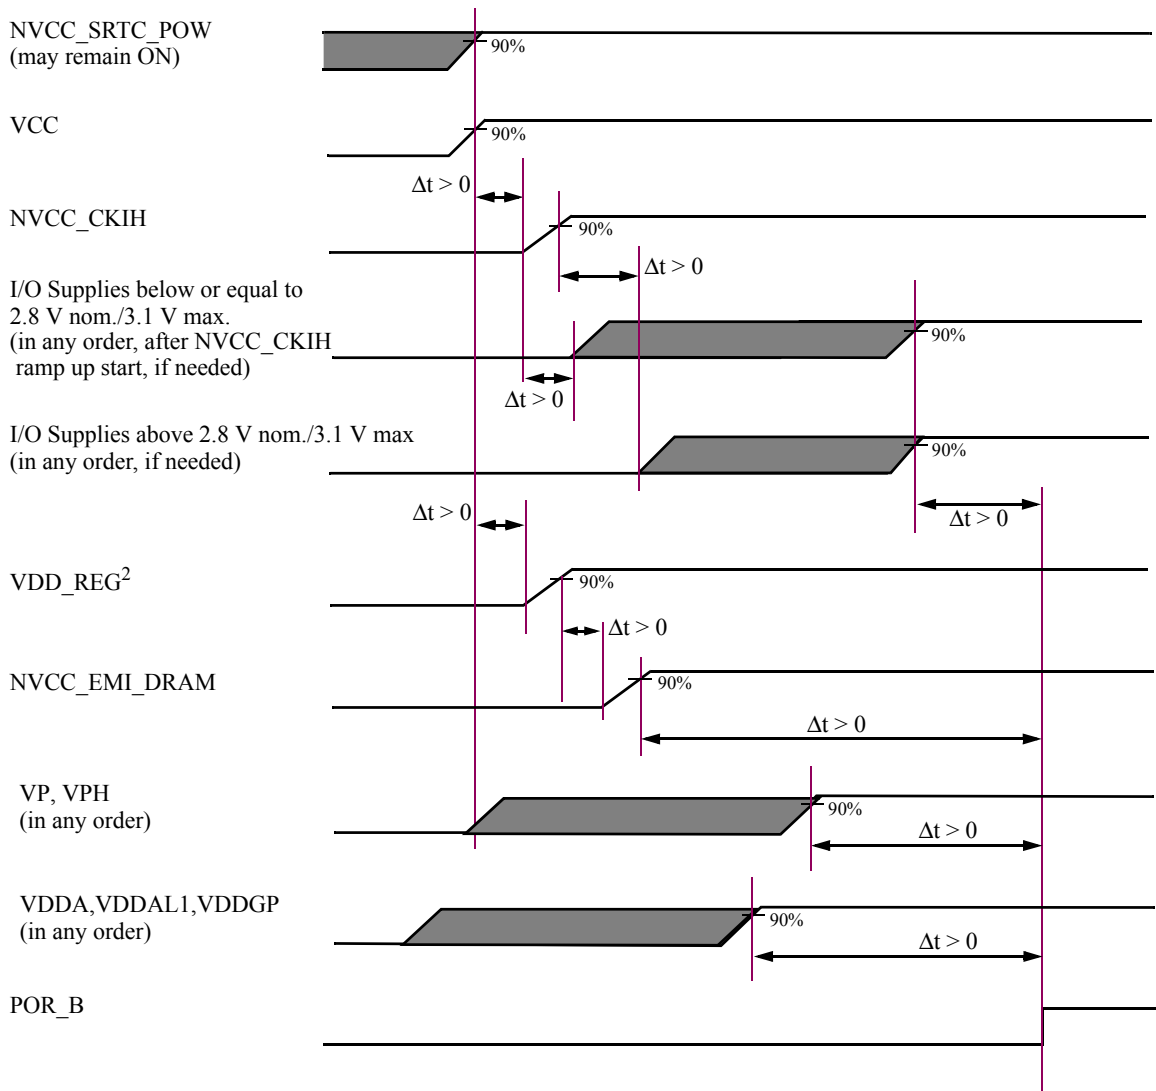 NVCC_SRTC_POW
(may remain ON)
90%
VCC
90%
Δt > 0
NVCC_CKIH
90%
Δt > 0
I/O Supplies below or equal to
2.8 V nom./3.1 V max.
(in any order, after NVCC_CKIH
ramp up start, if needed)
90%
Δt > 0
I/O Supplies above 2.8 V nom./3.1 V max
(in any order, if needed)
90%
Δt > 0
Δt > 0
VDD_REG²
90%
Δt > 0
NVCC_EMI_DRAM
90%
Δt > 0
VP, VPH
(in any order)
90%
Δt > 0
VDDA,VDDAL1,VDDGP
(in any order)
90%
Δt > 0
POR_B